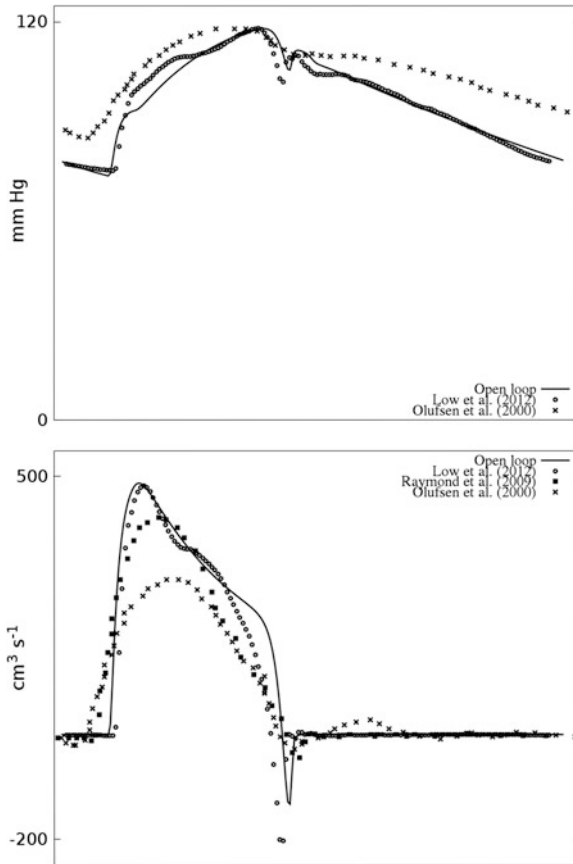 120
mm Hg
Open loop
Low et al. (2012)
Olufsen et al. (2000)
0
500
Open loop
Low et al. (2012)
Raymond et al. (2009)
Olufsen et al. (2000)
cm³ s⁻¹
-200